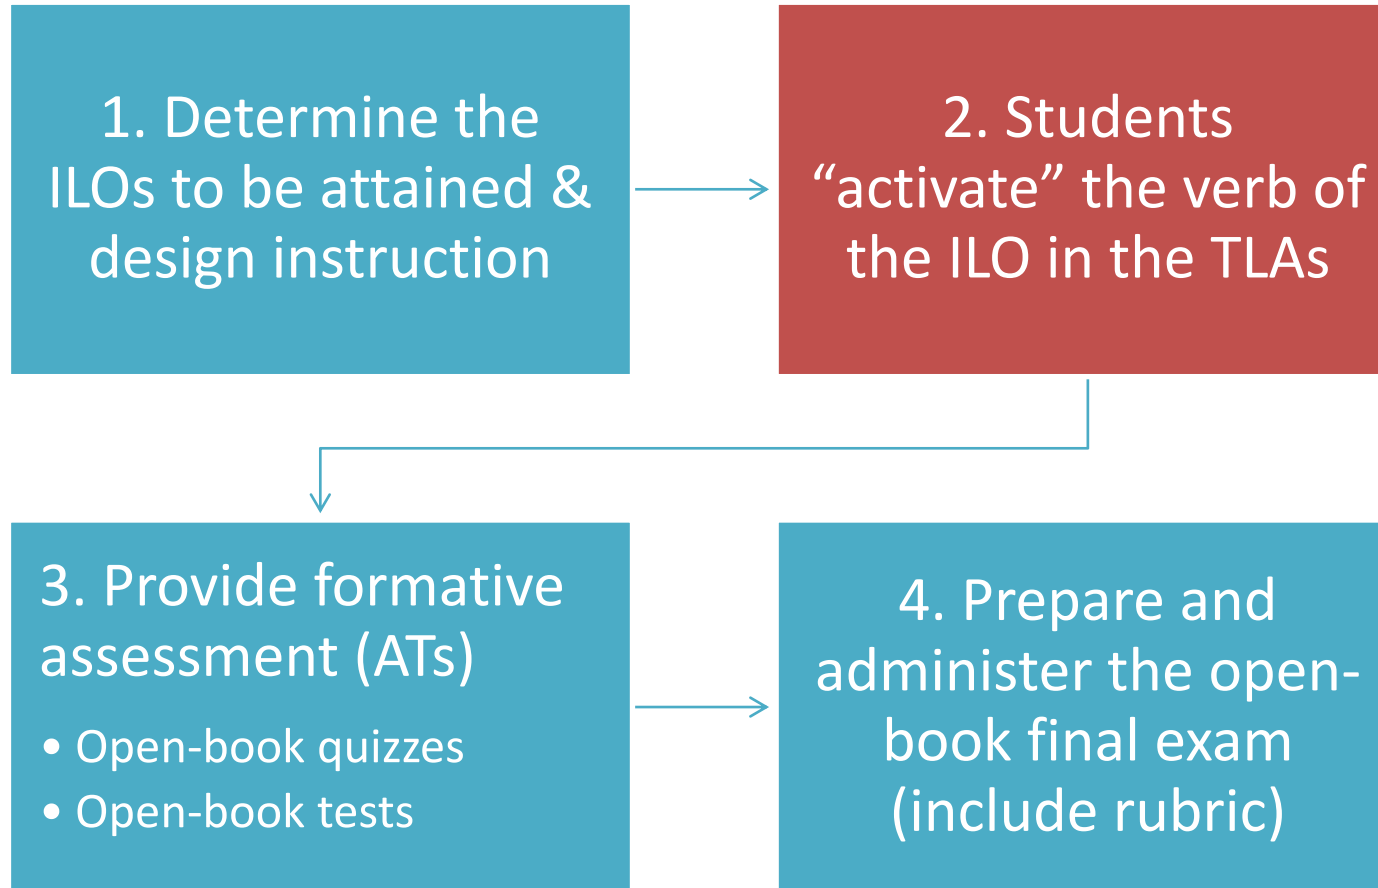 1. Determine the
ILOs to be attained &
design instruction
2. Students
“activate” the verb of
the ILO in the TLAs
3. Provide formative
assessment (ATs)
• Open-book quizzes
• Open-book tests
4. Prepare and
administer the open-
book final exam
(include rubric)